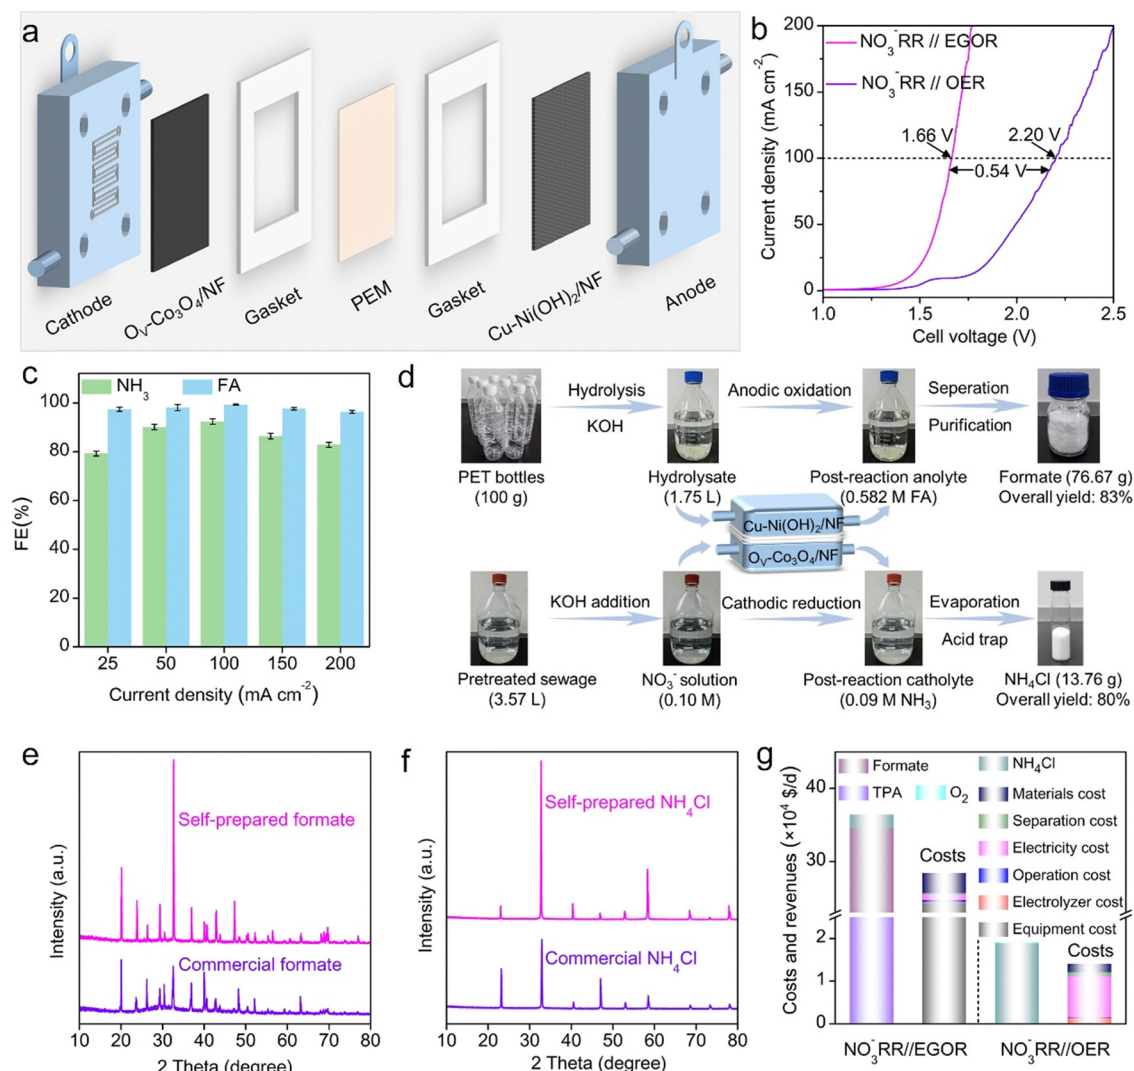 a
Cathode
O_V-Co3O4/NF
Gasket
PEM
Gasket
Cu-Ni(OH)2/NF
Anode
b
Current density (mA cm-2)
200
150
100
50
0
NO3-RR // EGOR
NO3-RR // OER
1.66 V
2.20 V
0.54 V
1.0
1.5
2.0
2.5
Cell voltage (V)
c
FE(%)
100
80
60
40
20
0
NH3
FA
25
50
100
150
200
Current density (mA cm-2)
d
Hydrolysis
KOH
Anodic oxidation
Seperation
Purification
PET bottles
(100 g)
Hydrolysate
(1.75 L)
Post-reaction anolyte
(0.582 M FA)
Formate (76.67 g)
Overall yield: 83%
Cu-Ni(OH)2/NF
O_V-Co3O4/NF
KOH addition
Cathodic reduction
Evaporation
Acid trap
Pretreated sewage
(3.57 L)
NO3- solution
(0.10 M)
Post-reaction catholyte
(0.09 M NH3)
NH4Cl (13.76 g)
Overall yield: 80%
e
Intensity (a.u.)
Self-prepared formate
Commercial formate
10
20
30
40
50
60
70
80
2 Theta (degree)
f
Intensity (a.u.)
Self-prepared NH4Cl
Commercial NH4Cl
10
20
30
40
50
60
70
80
2 Theta (degree)
g
Costs and revenues (×10^4 $/d)
40
30
2
1
0
Formate
TPA
O2
NH4Cl
Materials cost
Separation cost
Electricity cost
Operation cost
Electrolyzer cost
Equipment cost
Costs
Costs
NO3-RR//EGOR
NO3-RR//OER